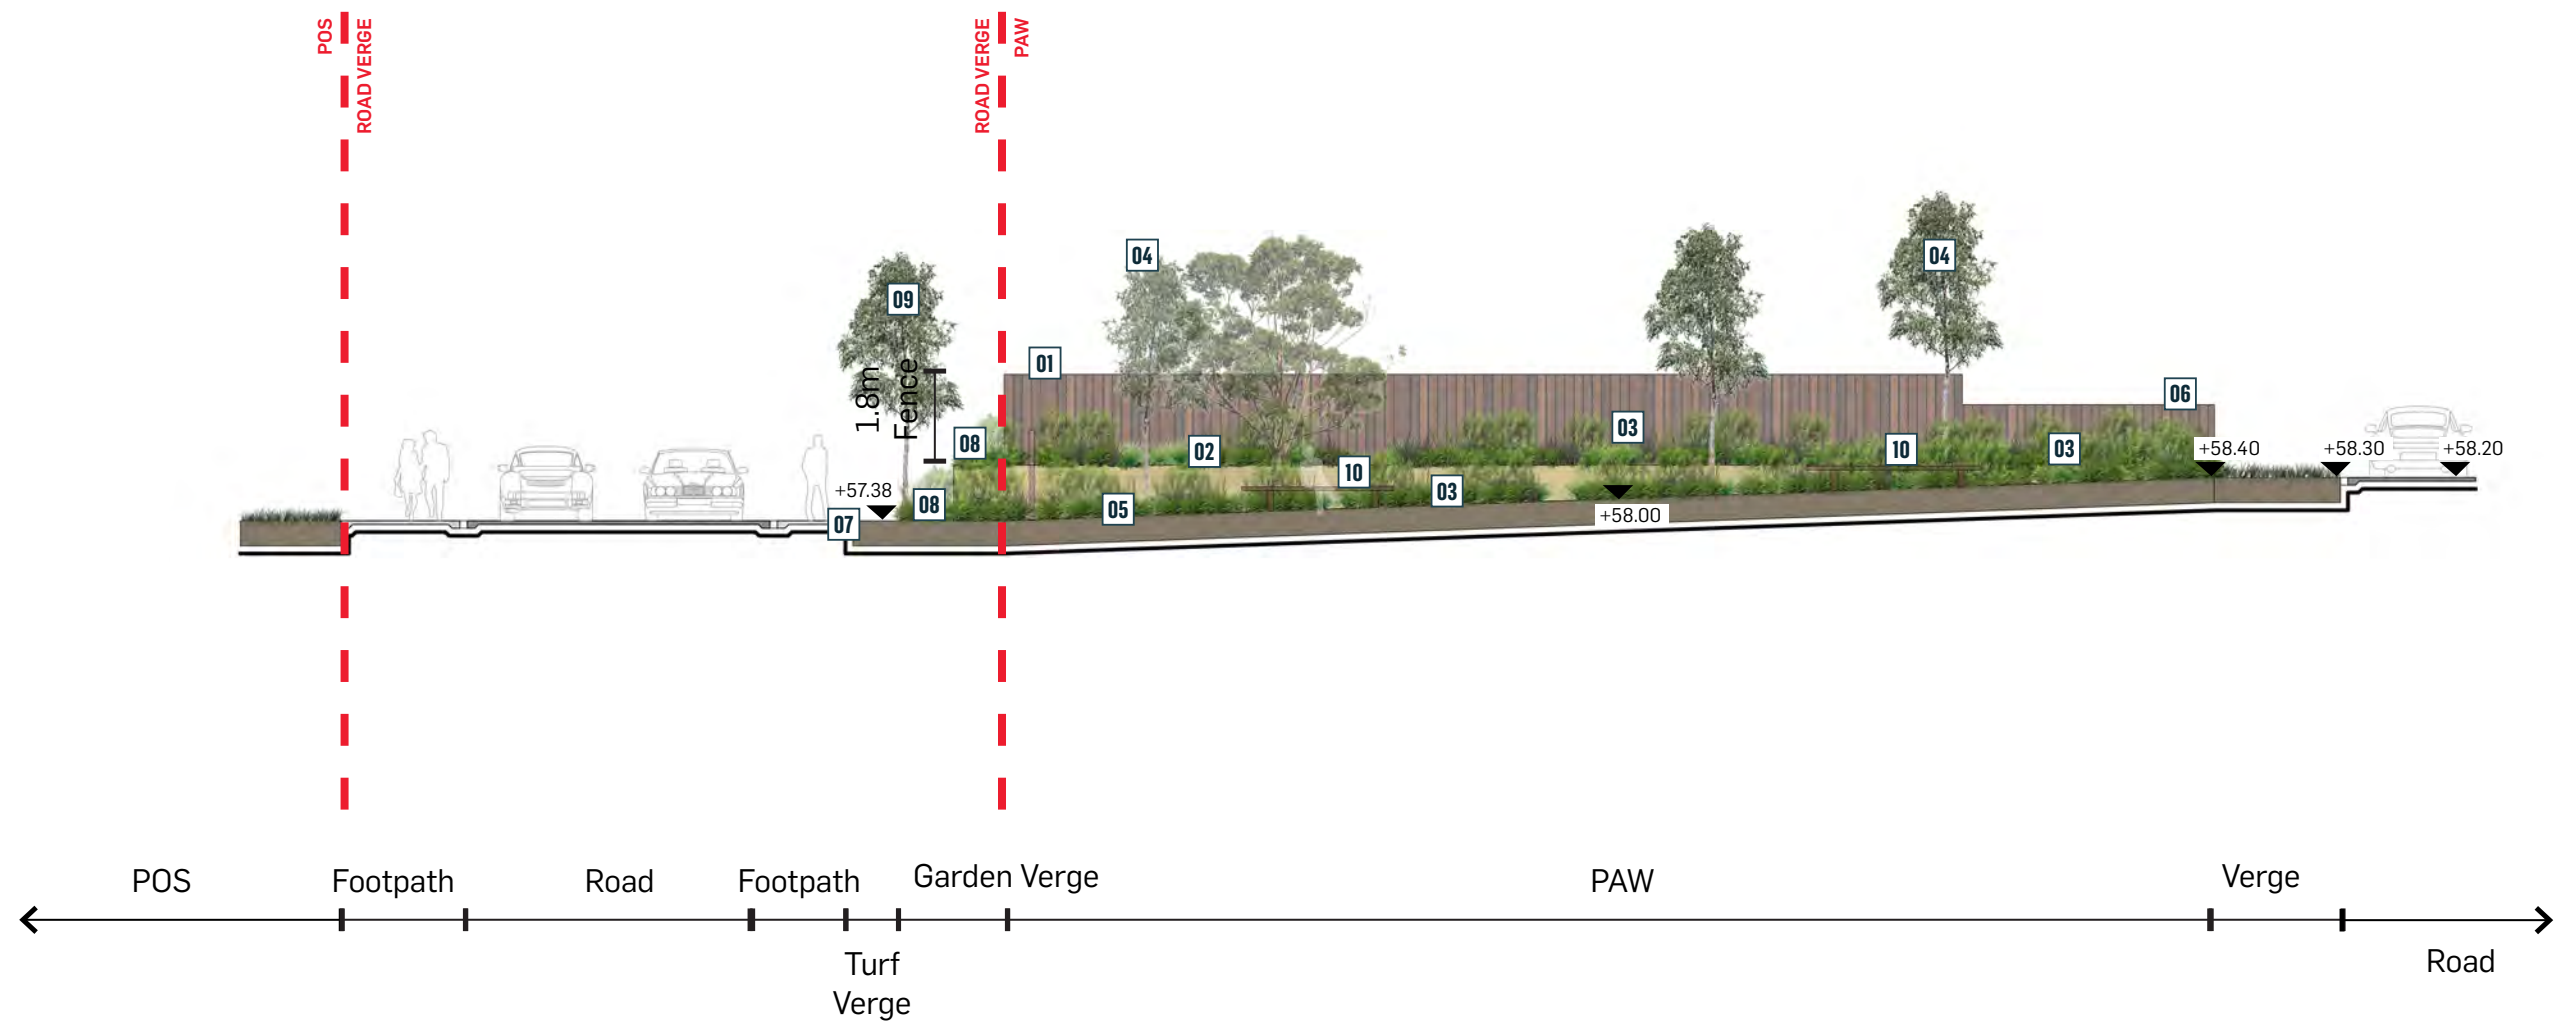 POS
ROAD VERGE
ROAD VERGE
PAW
04
04
09
01
06
1.8m
Fence
03
08
02
10
03
+58.40
+58.30
+58.20
10
+57.38
08
03
05
07
+58.00
POS
Footpath
Road
Footpath
Garden Verge
PAW
Verge
Turf
Verge
Road